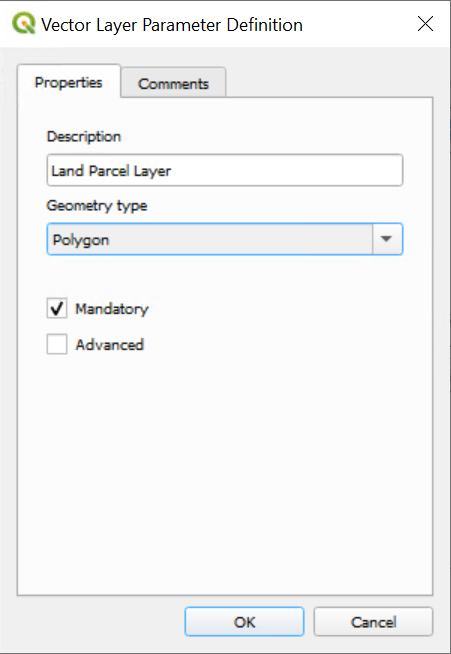 Vector Layer Parameter Definition
Properties
Comments
Description
Land Parcel Layer
Geometry type
Polygon
Mandatory
Advanced
OK
Cancel